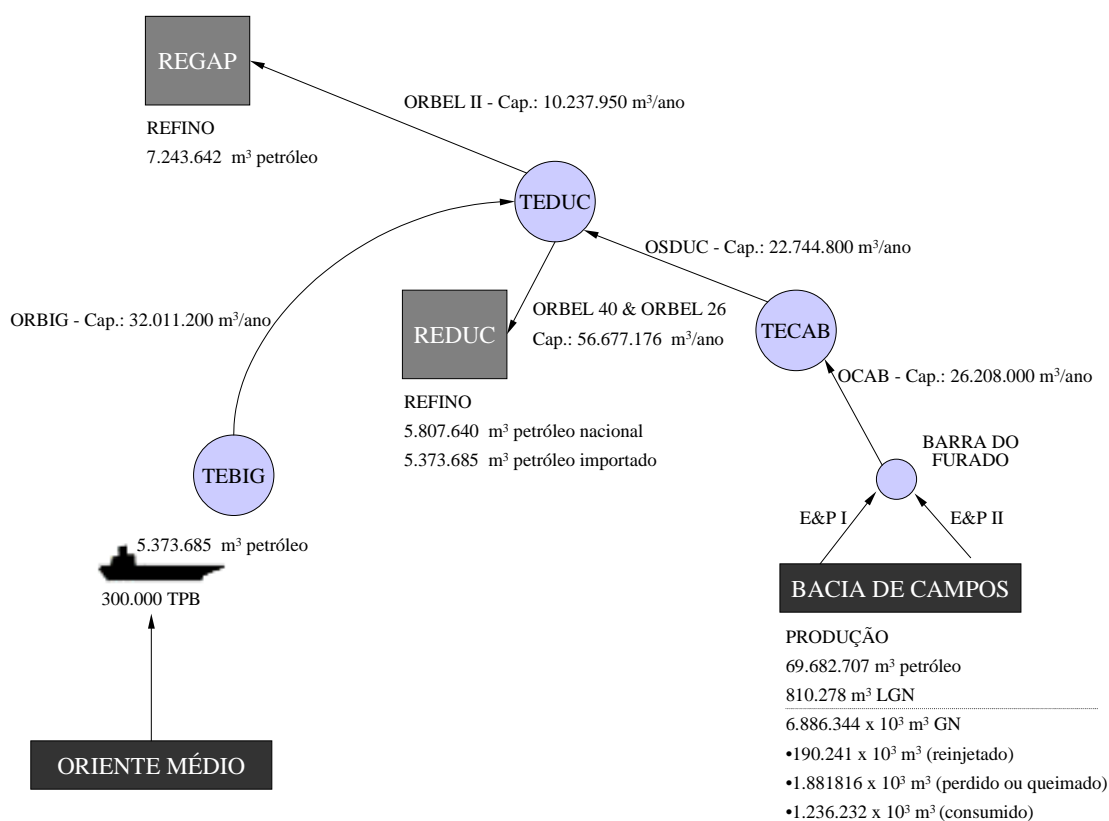 REGAP
ORBEL II - Cap.: 10.237.950 m³/ano
REFINO
7.243.642 m³ petróleo
TEDUC
OSDUC - Cap.: 22.744.800 m³/ano
ORBIG - Cap.: 32.011.200 m³/ano
REDUC
ORBEL 40 & ORBEL 26
Cap.: 56.677.176 m³/ano
TECAB
OCAB - Cap.: 26.208.000 m³/ano
REFINO
5.807.640 m³ petróleo nacional
5.373.685 m³ petróleo importado
BARRA DO
FURADO
TEBIG
E&P I
E&P II
5.373.685 m³ petróleo
300.000 TPB
BACIA DE CAMPOS
PRODUÇÃO
69.682.707 m³ petróleo
810.278 m³ LGN
6.886.344 x 10³ m³ GN
•190.241 x 10³ m³ (reinjetado)
•1.881816 x 10³ m³ (perdido ou queimado)
•1.236.232 x 10³ m³ (consumido)
ORIENTE MÉDIO